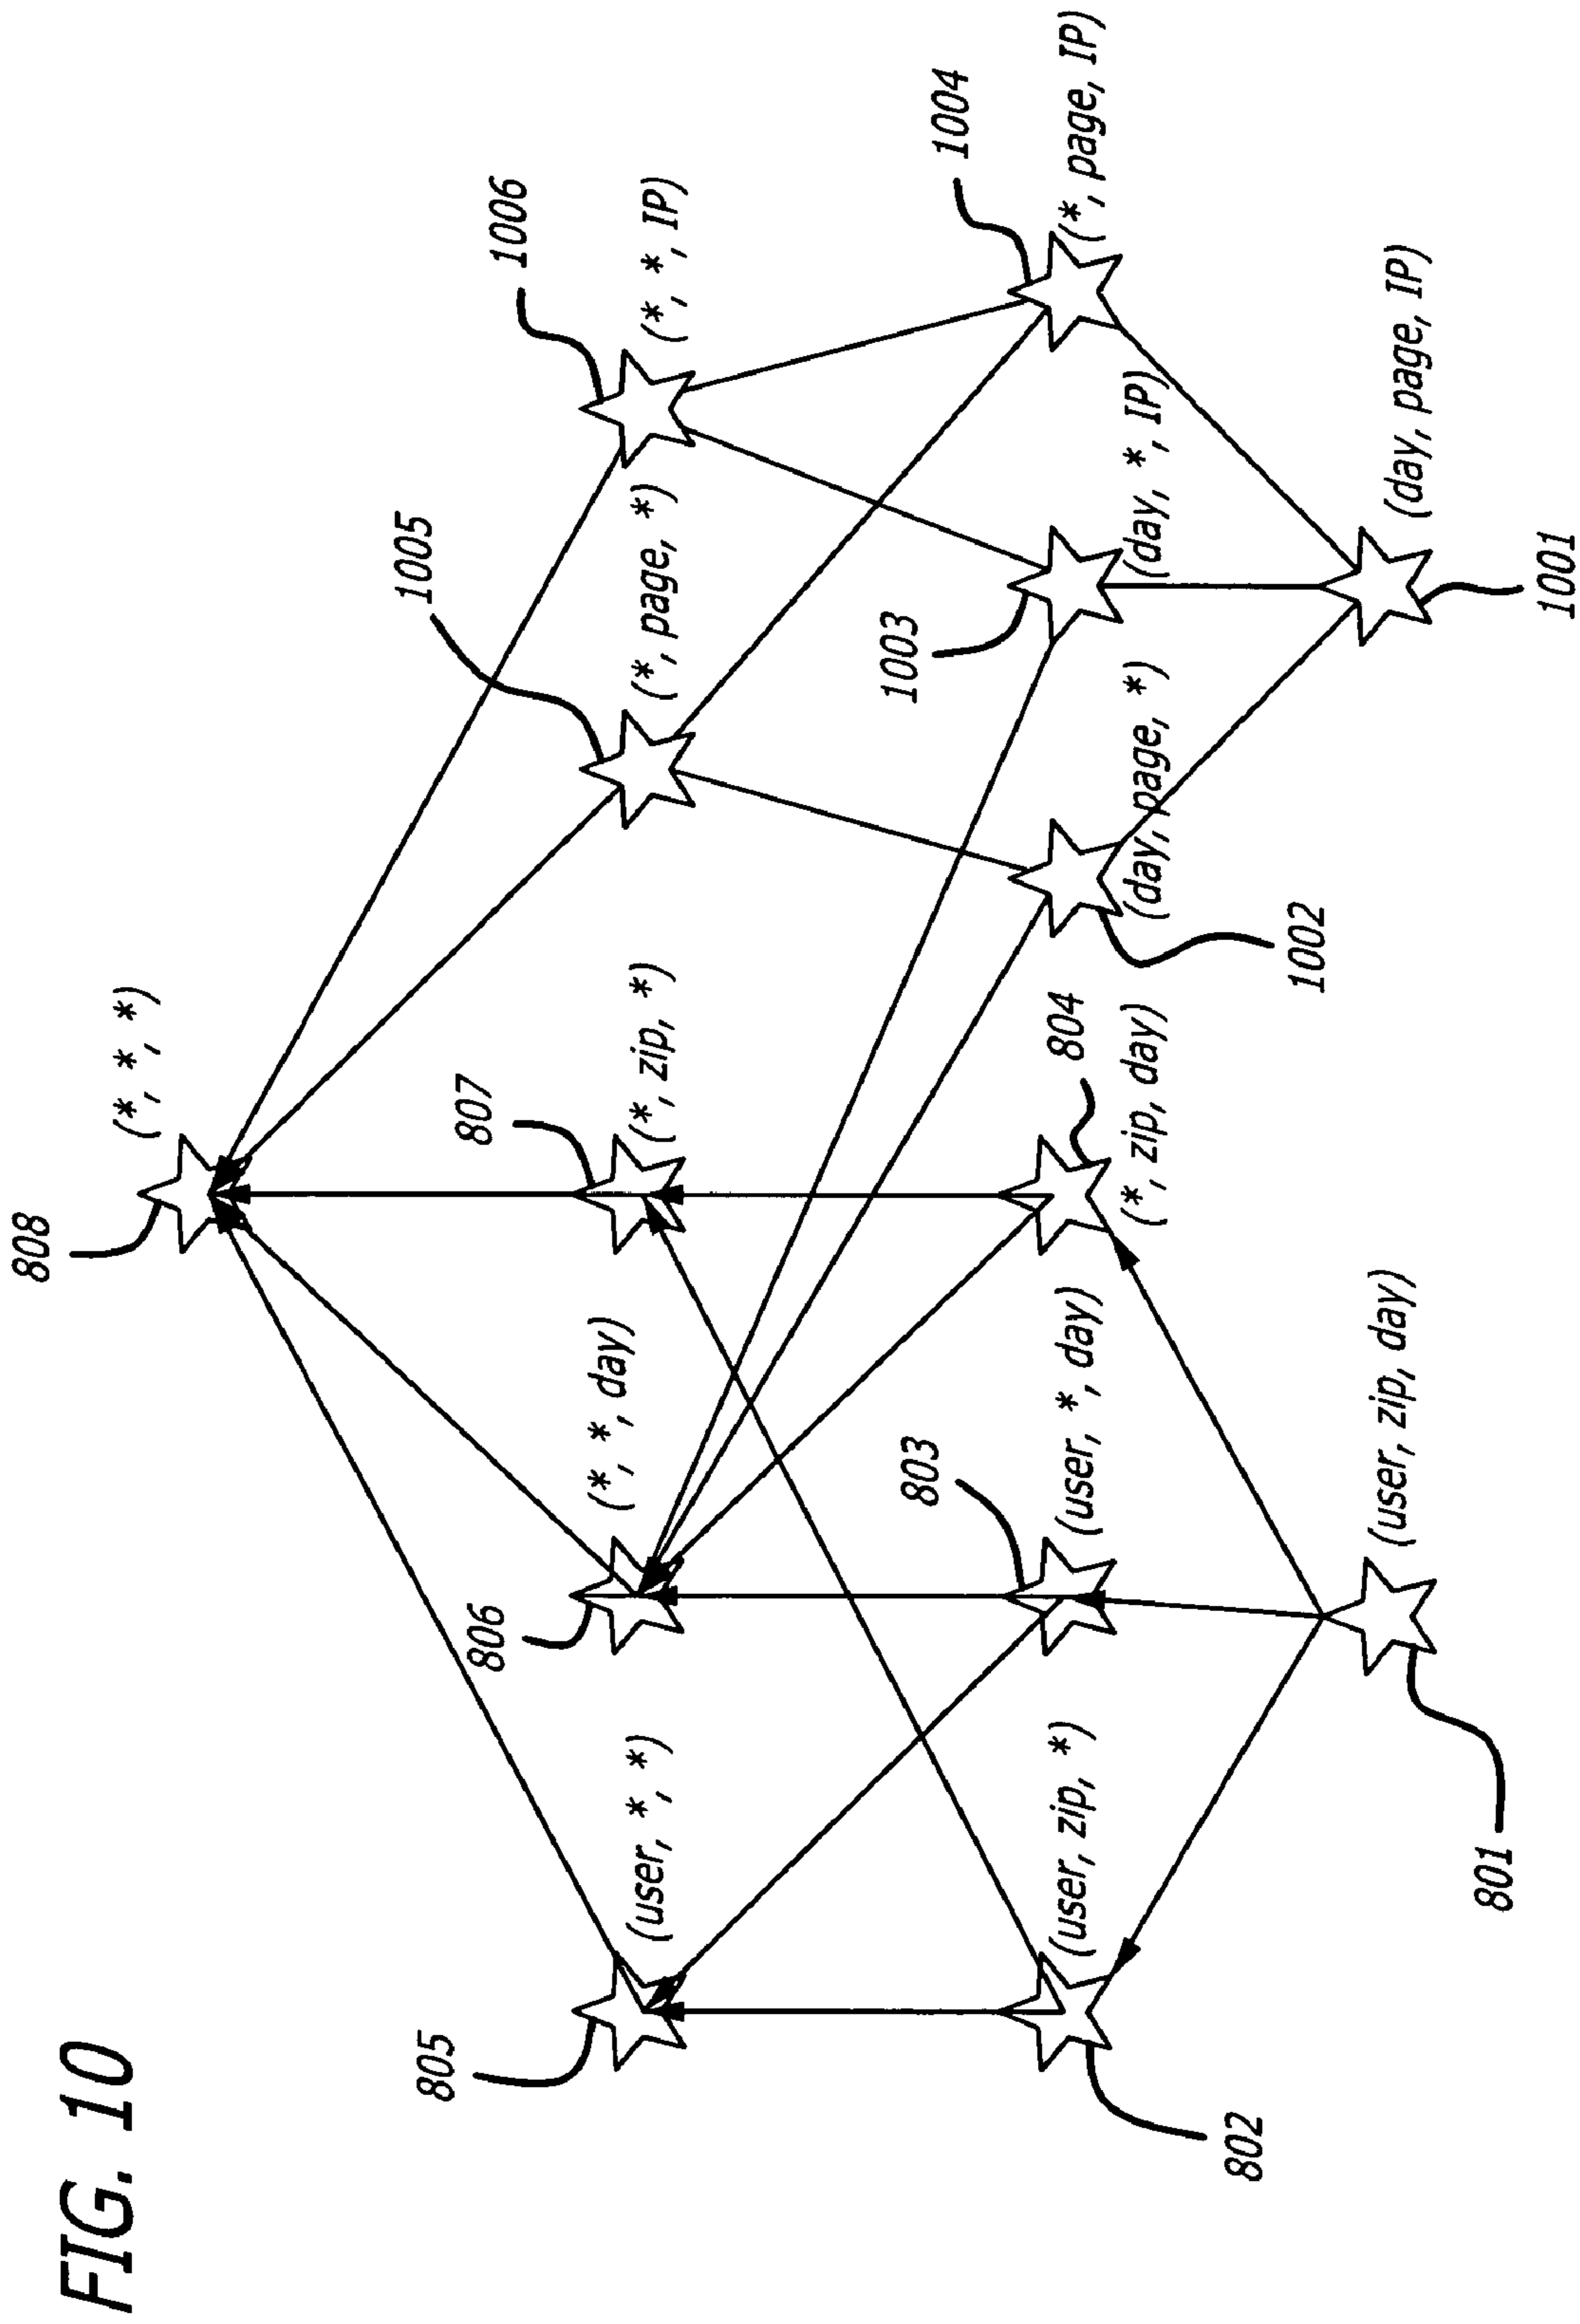 FIG. 10
808
(*, *, *)
805
(user, *, *)
806
(*, *, day)
807
(*, zip, *)
1005
(*, page, *)
1006
(*, *, IP)
802
(user, zip, *)
803
(user, *, day)
804
(*, zip, day)
1002
(day, page, *)
1003
(day, *, IP)
1004
(*, page, IP)
801
(user, zip, day)
1001
(day, page, IP)